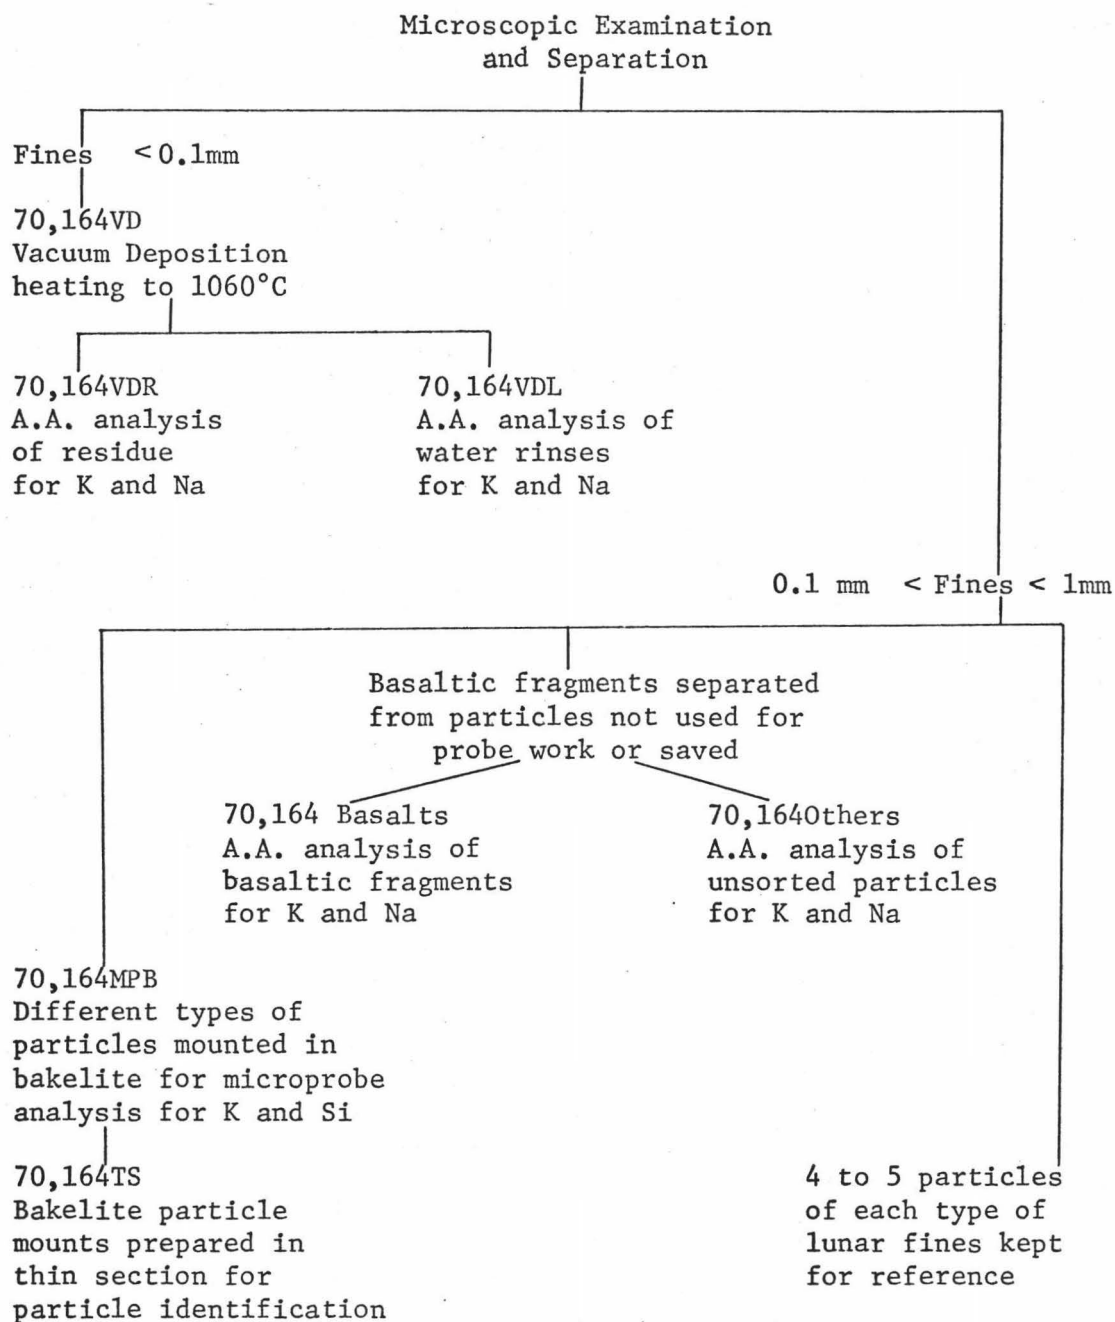 Microscopic Examination
and Separation
Fines <0.1mm
70,164VD
Vacuum Deposition
heating to 1060°C
70,164VDR
A.A. analysis
of residue
for K and Na
70,164VDL
A.A. analysis of
water rinses
for K and Na
0.1 mm < Fines < 1mm
Basaltic fragments separated
from particles not used for
probe work or saved
70,164 Basalts
A.A. analysis of
basaltic fragments
for K and Na
70,164Others
A.A. analysis of
unsorted particles
for K and Na
70,164MPB
Different types of
particles mounted in
bakelite for microprobe
analysis for K and Si
70,164TS
Bakelite particle
mounts prepared in
thin section for
particle identification
4 to 5 particles
of each type of
lunar fines kept
for reference